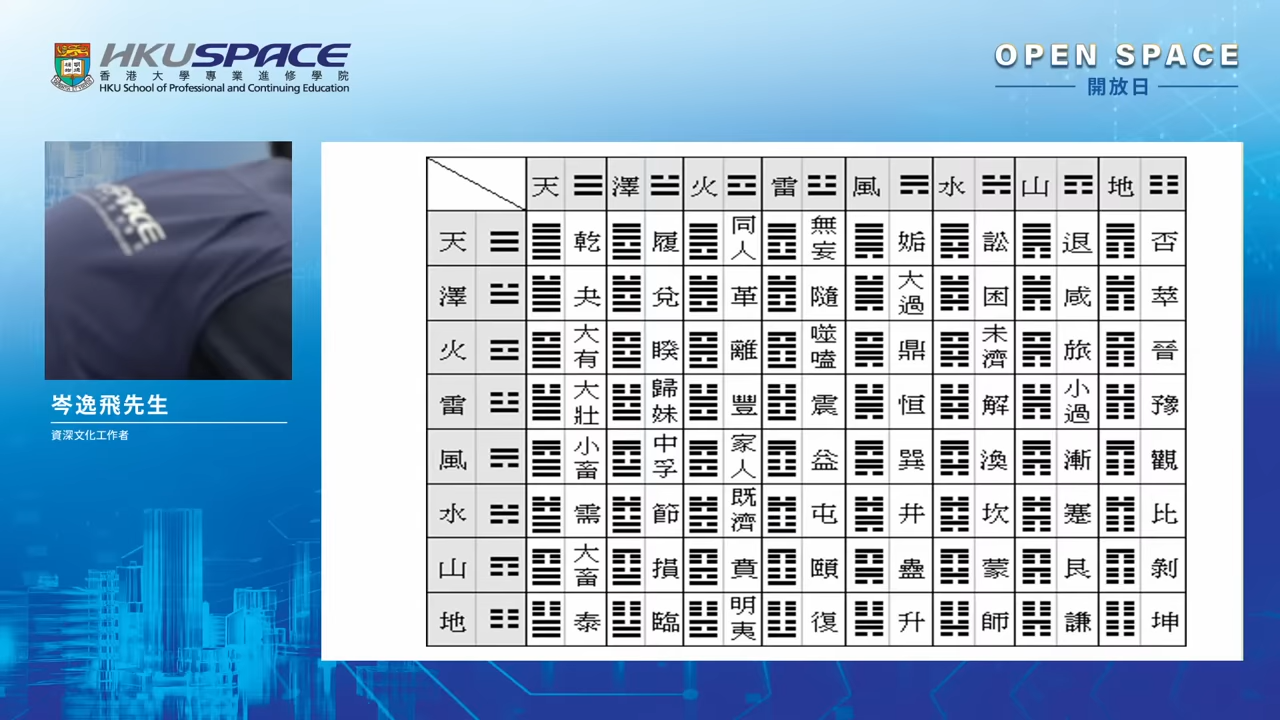 HKUSPACE
香港大學專業進修學院
HKU School of Professional and Continuing Education
OPEN SPACE
開放日
SPACE
岑逸飛先生
資深文化工作者
天 ☰ 澤 ☱ 火 ☲ 雷 ☳ 風 ☴ 水 ☵ 山 ☶ 地 ☷
天 ☰ 乾 履 同人 無妄 姤 訟 退 否
澤 ☱ 夬 兌 革 隨 大過 困 咸 萃
火 ☲ 大有 睽 離 噬嗑 鼎 未濟 旅 晉
雷 ☳ 大壯 歸妹 豐 震 恒 解 小過 豫
風 ☴ 小畜 中孚 家人 益 巽 渙 漸 觀
水 ☵ 需 節 既濟 屯 井 坎 蹇 比
山 ☶ 大畜 損 賁 頤 蠱 蒙 艮 剝
地 ☷ 泰 臨 明夷 復 升 師 謙 坤